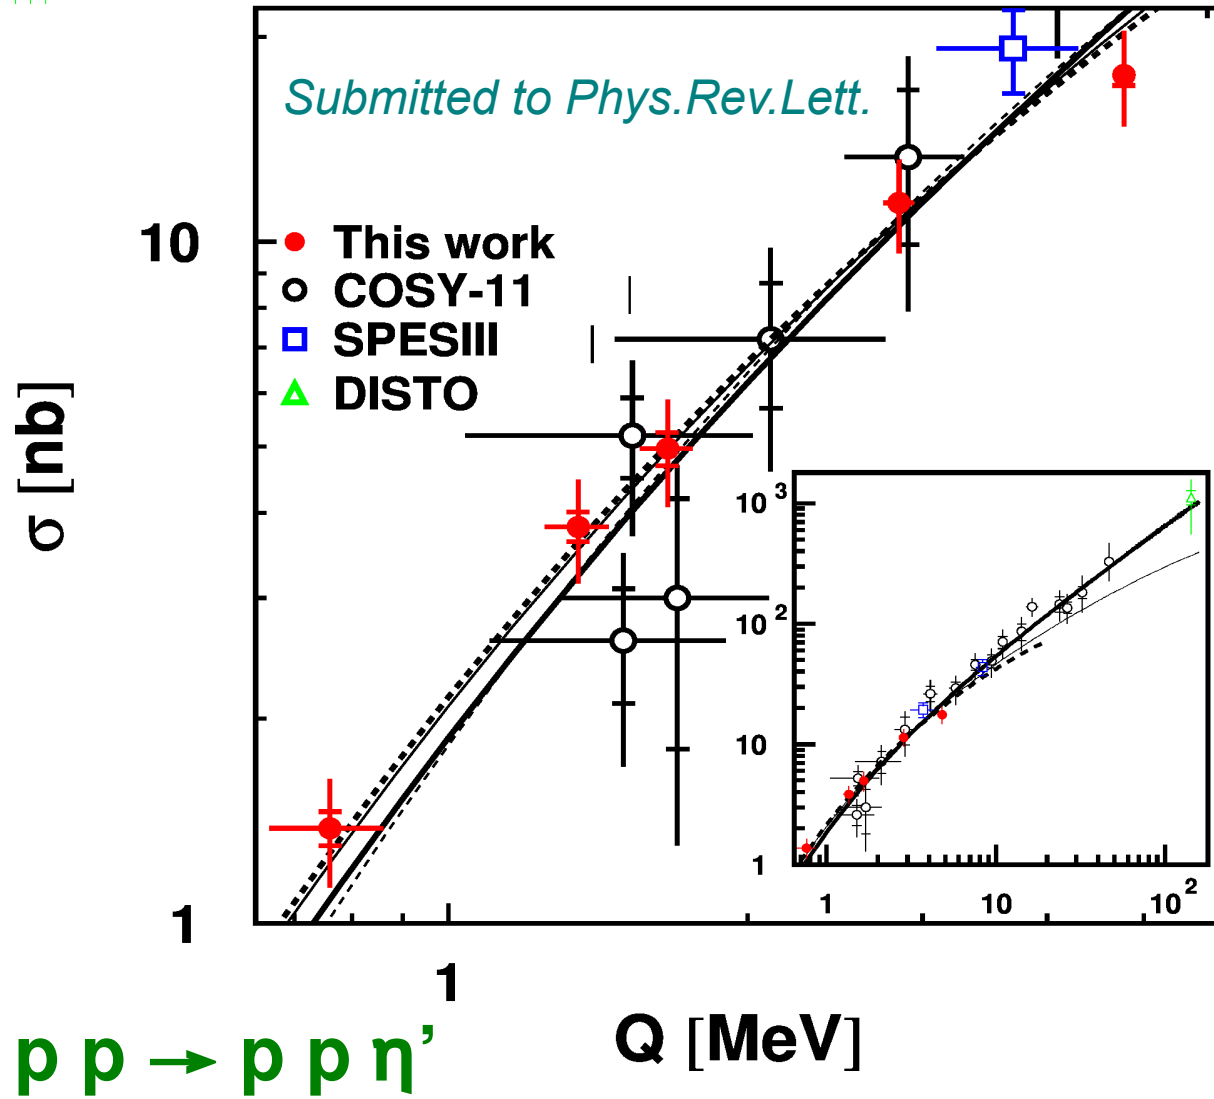 Submitted to Phys.Rev.Lett.
10
This work
COSY-11
SPESIII
DISTO
σ [nb]
10³
10²
10
1
1 10 10²
1
1
Q [MeV]
p p → p p η’